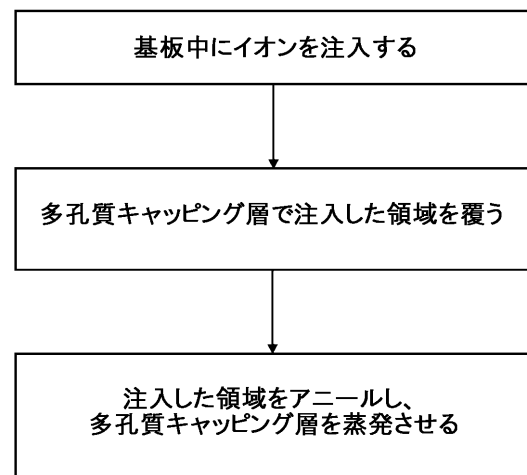 基板中にイオンを注入する
多孔質キャッピング層で注入した領域を覆う
注入した領域をアニールし、
多孔質キャッピング層を蒸発させる